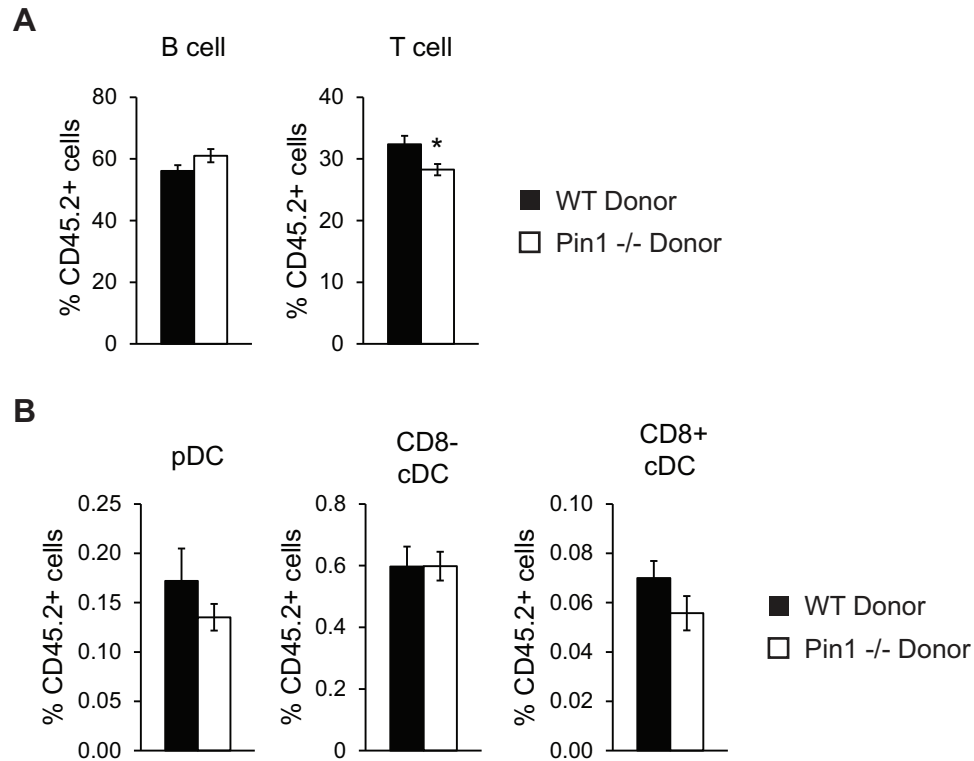 A
B cell
T cell
% CD45.2+ cells
80
60
40
20
0
% CD45.2+ cells
40
30
20
10
0
*
WT Donor
Pin1 -/- Donor
B
pDC
CD8-
cDC
CD8+
cDC
% CD45.2+ cells
0.25
0.20
0.15
0.10
0.05
0.00
% CD45.2+ cells
0.8
0.6
0.4
0.2
0
% CD45.2+ cells
0.10
0.08
0.06
0.04
0.02
0.00
WT Donor
Pin1 -/- Donor